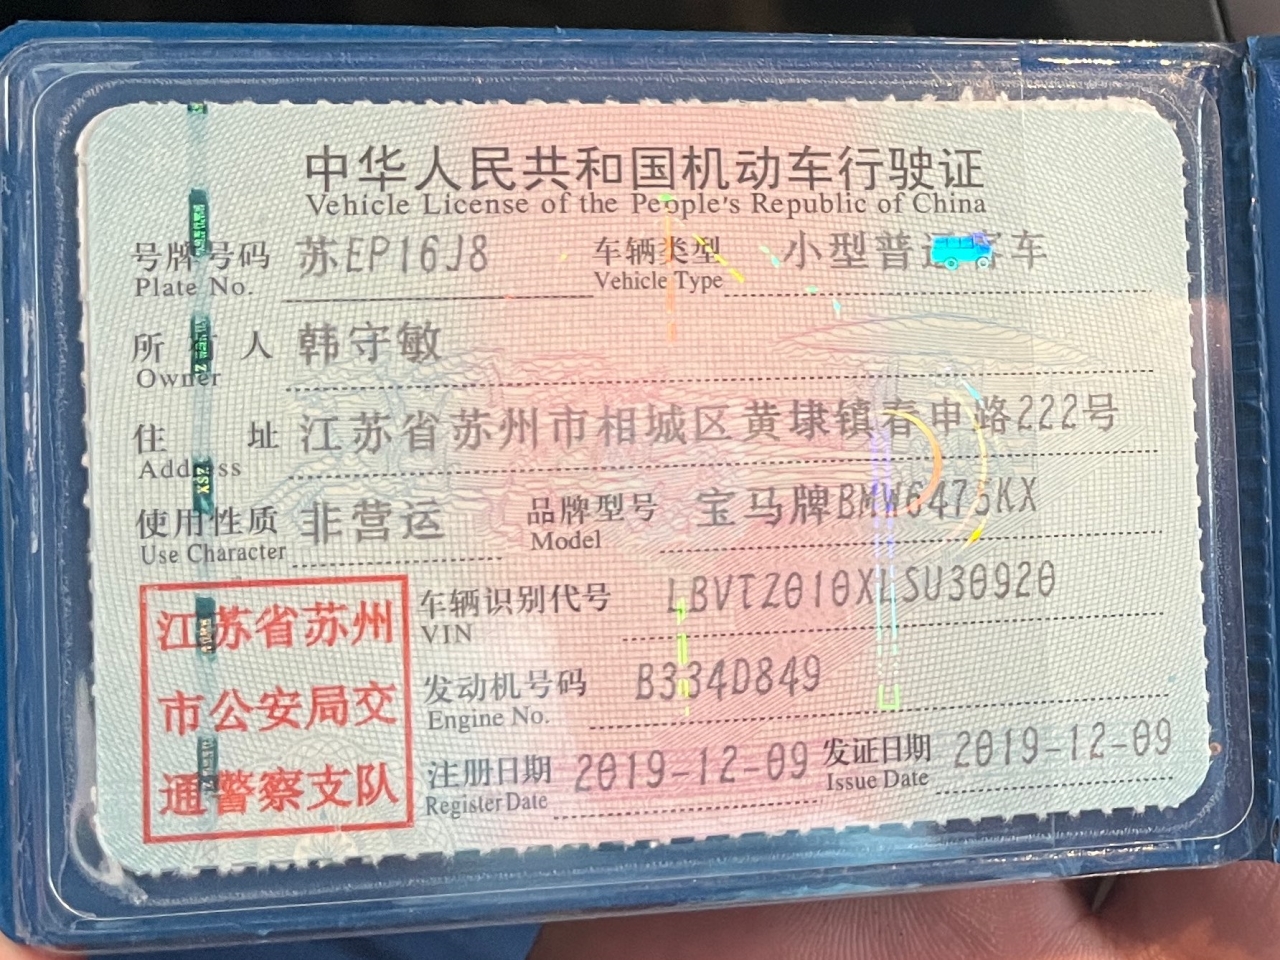 中华人民共和国机动车行驶证
Vehicle License of the People's Republic of China
号牌号码 苏EP16J8 车辆类型 小型普通客车
Plate No. Vehicle Type
所有人 韩守敏
Owner
住址 江苏省苏州市相城区黄埭镇春申路222号
Address
使用性质 非营运 品牌型号 宝马牌BMW6475KX
Use Character Model
江苏省苏州
市公安局交
通警察支队
车辆识别代号 LBVTZ010XLSU30920
VIN
发动机号码 B334D849
Engine No.
注册日期 2019-12-09 发证日期 2019-12-09
Register Date Issue Date
XSZ